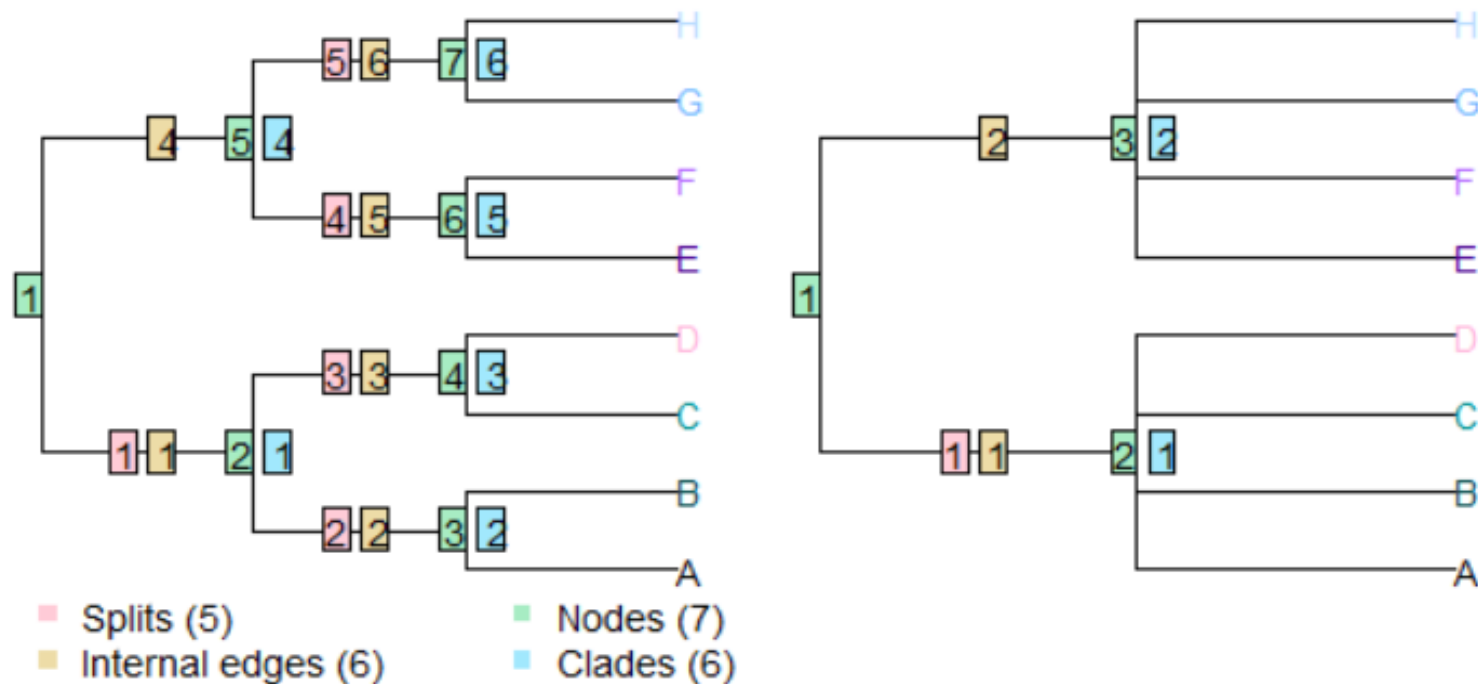 H
5 6 7 6
G
4 5 4
F
4 5 6 5
E
1
D
3 3 4 3
C
1 1 2 1
B
2 2 3 2
A
Splits (5)
Internal edges (6)
Nodes (7)
Clades (6)
H
G
2 3 2
F
E
1
D
C
1 1 2 1
B
A